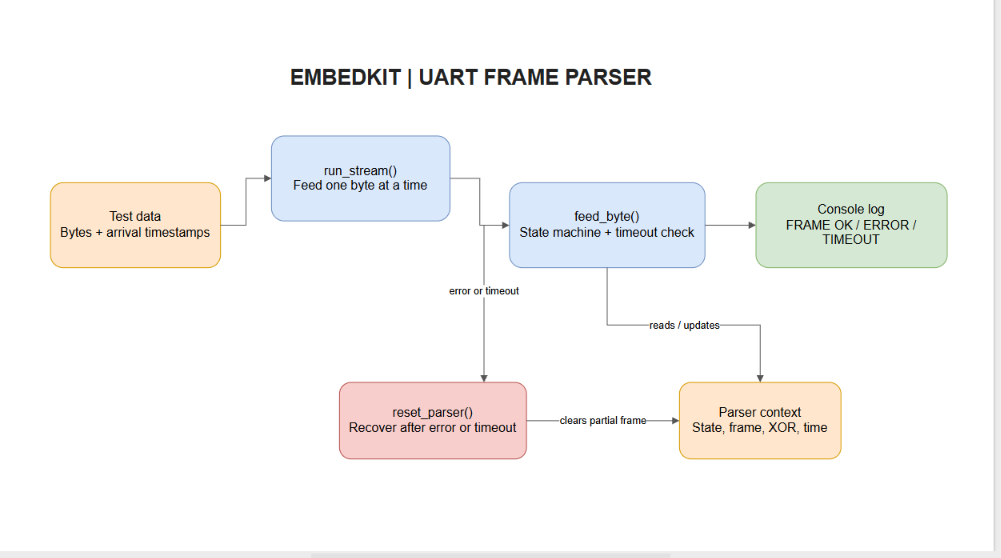 EMBEDKIT | UART FRAME PARSER
run_stream()
Feed one byte at a time
Test data
Bytes + arrival timestamps
feed_byte()
State machine + timeout check
Console log
FRAME OK / ERROR /
TIMEOUT
error or timeout
reads / updates
reset_parser()
Recover after error or timeout
clears partial frame
Parser context
State, frame, XOR, time